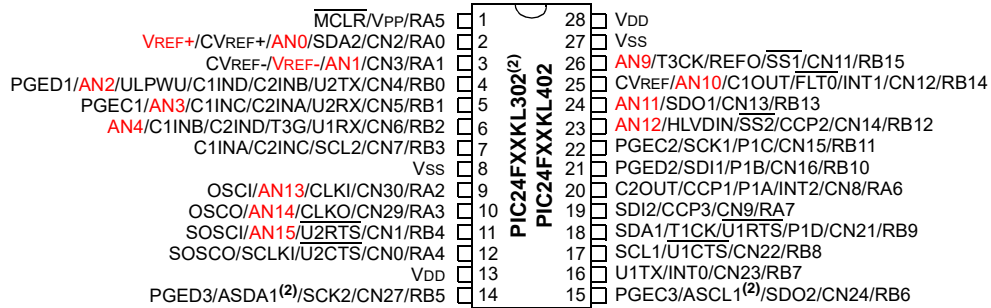 MCLR/VPP/RA5 1 28 VDD
VREF+/CVREF+/AN0/SDA2/CN2/RA0 2 27 VSS
CVREF-/VREF-/AN1/CN3/RA1 3 26 AN9/T3CK/REFO/SS1/CN11/RB15
PGED1/AN2/ULPWU/C1IND/C2INB/U2TX/CN4/RB0 4 25 CVREF/AN10/C1OUT/FLT0/INT1/CN12/RB14
PGEC1/AN3/C1INC/C2INA/U2RX/CN5/RB1 5 24 AN11/SDO1/CN13/RB13
AN4/C1INB/C2IND/T3G/U1RX/CN6/RB2 6 23 AN12/HLVDIN/SS2/CCP2/CN14/RB12
C1INA/C2INC/SCL2/CN7/RB3 7 22 PGEC2/SCK1/P1C/CN15/RB11
VSS 8 21 PGED2/SDI1/P1B/CN16/RB10
OSCI/AN13/CLKI/CN30/RA2 9 20 C2OUT/CCP1/P1A/INT2/CN8/RA6
OSCO/AN14/CLKO/CN29/RA3 10 19 SDI2/CCP3/CN9/RA7
SOSCI/AN15/U2RTS/CN1/RB4 11 18 SDA1/T1CK/U1RTS/P1D/CN21/RB9
SOSCO/SCLKI/U2CTS/CN0/RA4 12 17 SCL1/U1CTS/CN22/RB8
VDD 13 16 U1TX/INT0/CN23/RB7
PGED3/ASDA1(2)/SCK2/CN27/RB5 14 15 PGEC3/ASCL1(2)/SDO2/CN24/RB6
PIC24FXXKL302(2)
PIC24FXXKL402